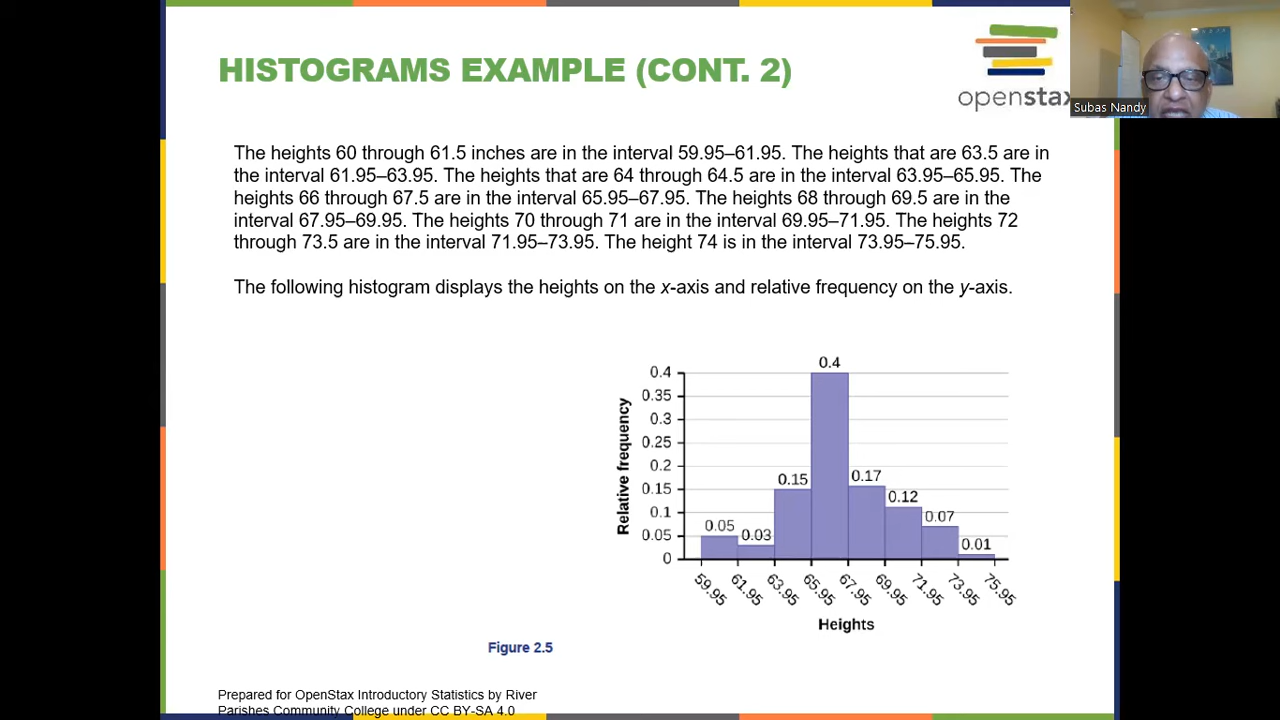 HISTOGRAMS EXAMPLE (CONT. 2)
openstax
Subas Nandy
The heights 60 through 61.5 inches are in the interval 59.95–61.95. The heights that are 63.5 are in
the interval 61.95–63.95. The heights that are 64 through 64.5 are in the interval 63.95–65.95. The
heights 66 through 67.5 are in the interval 65.95–67.95. The heights 68 through 69.5 are in the
interval 67.95–69.95. The heights 70 through 71 are in the interval 69.95–71.95. The heights 72
through 73.5 are in the interval 71.95–73.95. The height 74 is in the interval 73.95–75.95.
The following histogram displays the heights on the x-axis and relative frequency on the y-axis.
Relative frequency
0.4
0.35
0.3
0.25
0.2
0.15
0.1
0.05
0
0.05
0.03
0.15
0.4
0.17
0.12
0.07
0.01
59.95
61.95
63.95
65.95
67.95
69.95
71.95
73.95
75.95
Heights
Figure 2.5
Prepared for OpenStax Introductory Statistics by River
Parishes Community College under CC BY-SA 4.0